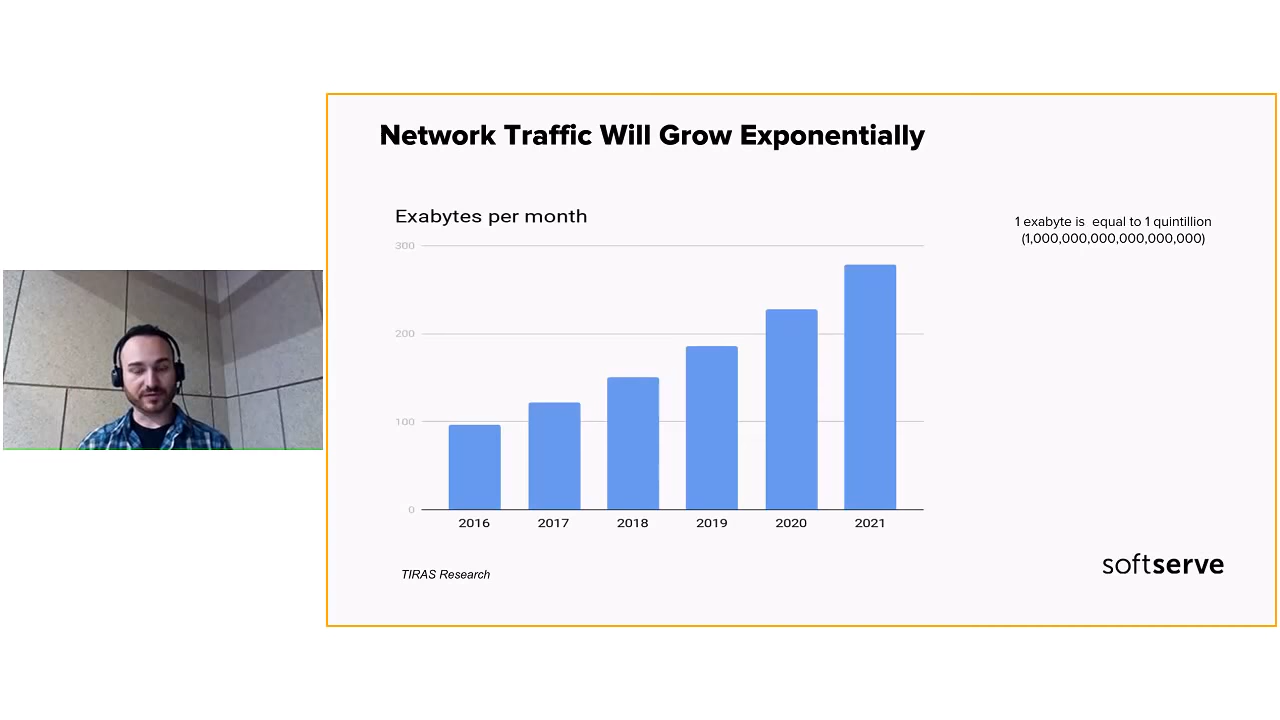 Network Traffic Will Grow Exponentially
Exabytes per month
1 exabyte is equal to 1 quintillion
(1,000,000,000,000,000,000)
300
200
100
0
2016 2017 2018 2019 2020 2021
TIRAS Research
softserve